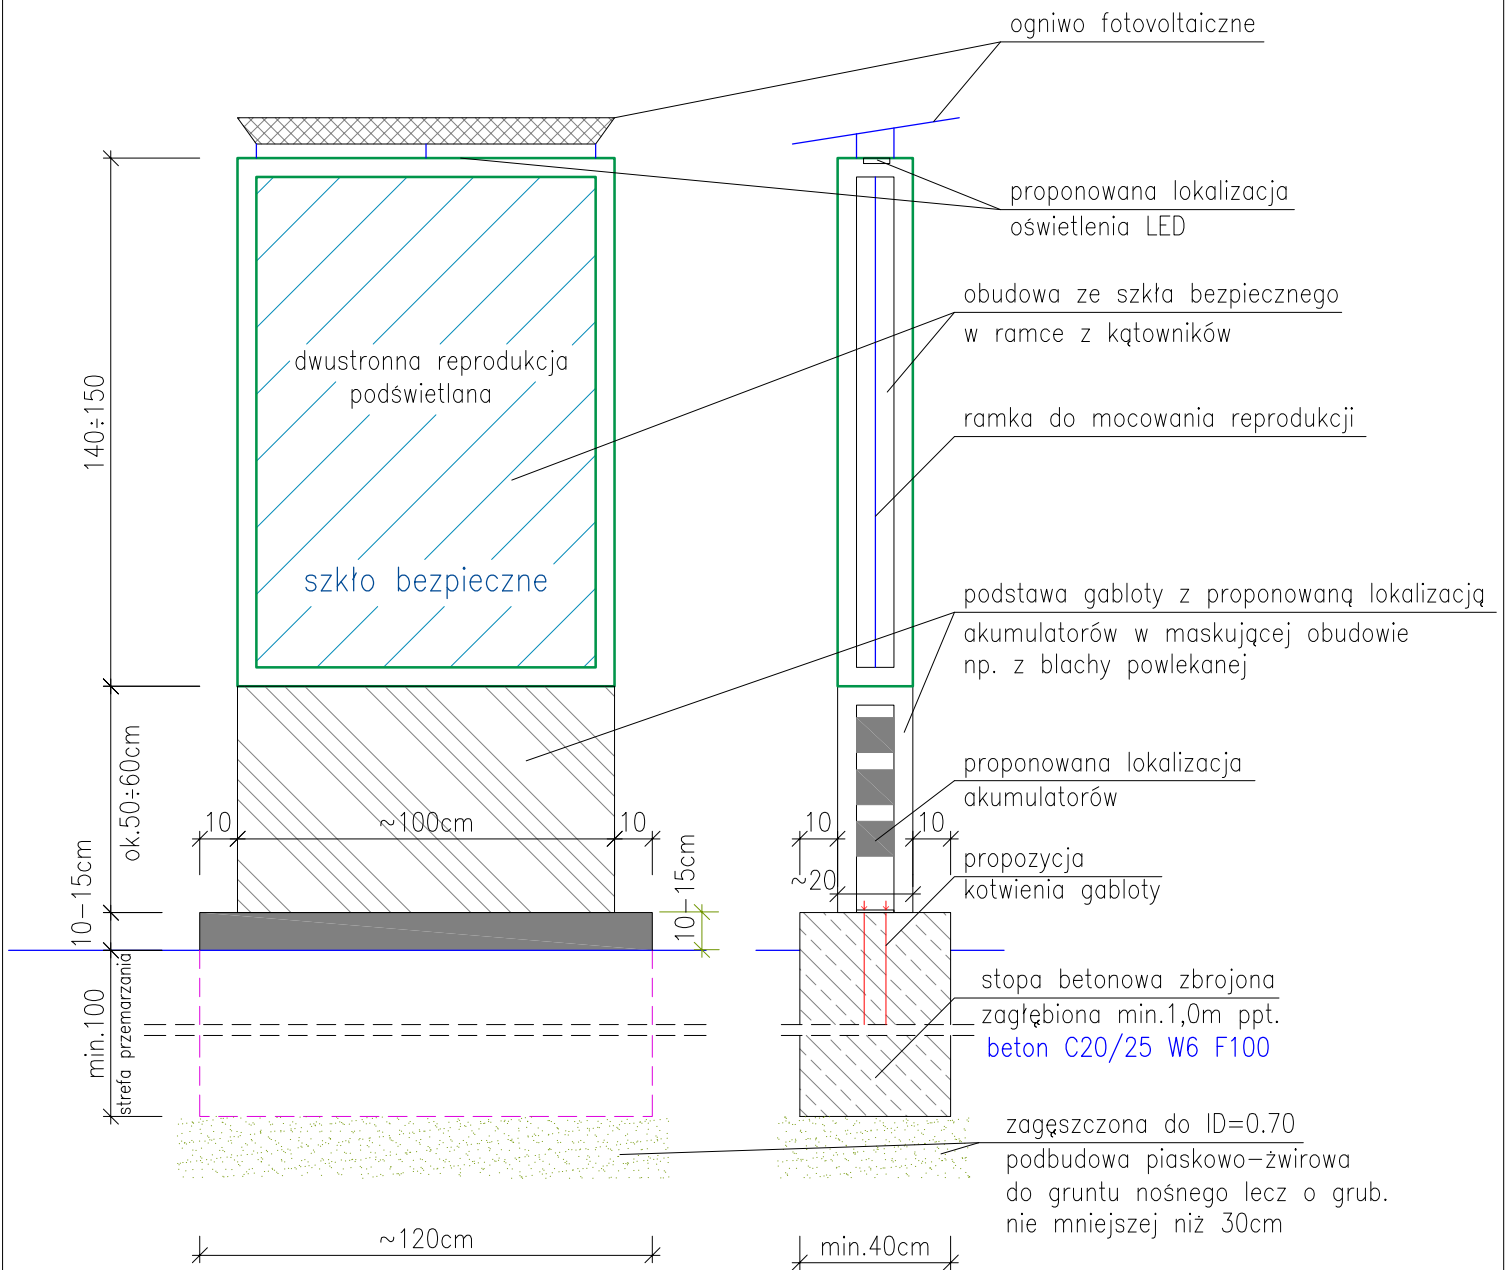 ogniwo fotovoltaiczne
proponowana lokalizacja
oświetlenia LED
obudowa ze szkła bezpiecznego
w ramce z kątowników
dwustronna reprodukcja
podświetlana
ramka do mocowania reprodukcji
140÷150
szkło bezpieczne
podstawa gabloty z proponowaną lokalizacją
akumulatorów w maskującej obudowie
np. z blachy powlekanej
ok.50÷60cm
proponowana lokalizacja
akumulatorów
10
~100cm
10
10
10
~20
10-15cm
10-15cm
propozycja
kotwienia gabloty
min.100
strefa przemarzania
stopa betonowa zbrojona
zagłębiona min.1,0m ppt.
beton C20/25 W6 F100
zagęszczona do ID=0.70
podbudowa piaskowo-żwirowa
do gruntu nośnego lecz o grub.
nie mniejszej niż 30cm
~120cm
min.40cm